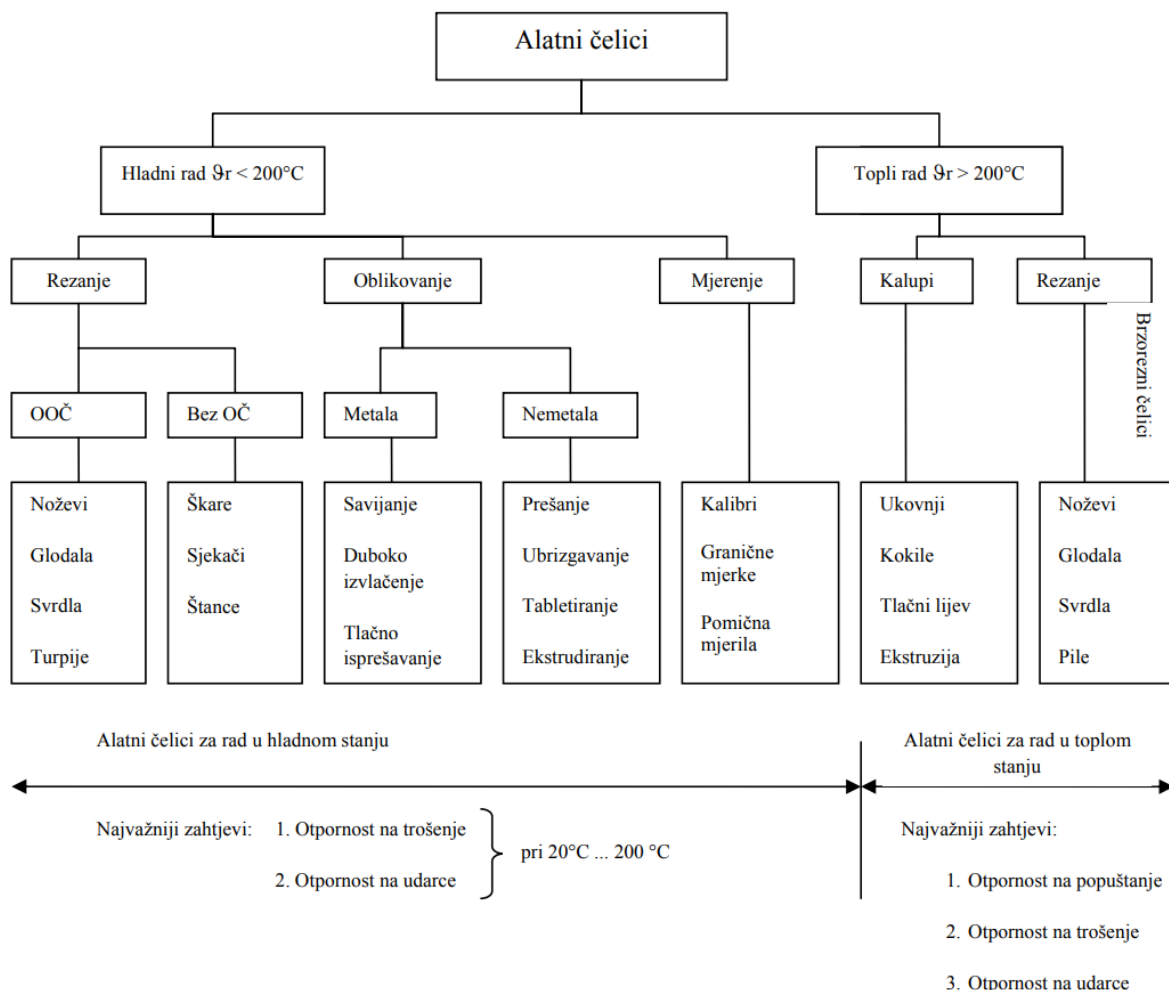 Alatni čelici
Hladni rad ϑr < 200°C
Topli rad ϑr > 200°C
Rezanje
Oblikovanje
Mjerenje
Kalupi
Rezanje
Brzorezni čelici
OOČ
Bez OČ
Metala
Nemetala
Noževi
Glodala
Svrdla
Turpije
Škare
Sjekači
Štance
Savijanje
Duboko
izvlačenje
Tlačno
isprešavanje
Prešanje
Ubrizgavanje
Tabletiranje
Ekstrudiranje
Kalibri
Granične
mjerke
Pomična
mjerila
Ukovnji
Kokile
Tlačni lijev
Ekstruzija
Noževi
Glodala
Svrdla
Pile
Alatni čelici za rad u hladnom stanju
Alatni čelici za rad u toplom
stanju
Najvažniji zahtjevi:
1. Otpornost na trošenje
2. Otpornost na udarce
pri 20°C ... 200 °C
Najvažniji zahtjevi:
1. Otpornost na popuštanje
2. Otpornost na trošenje
3. Otpornost na udarce